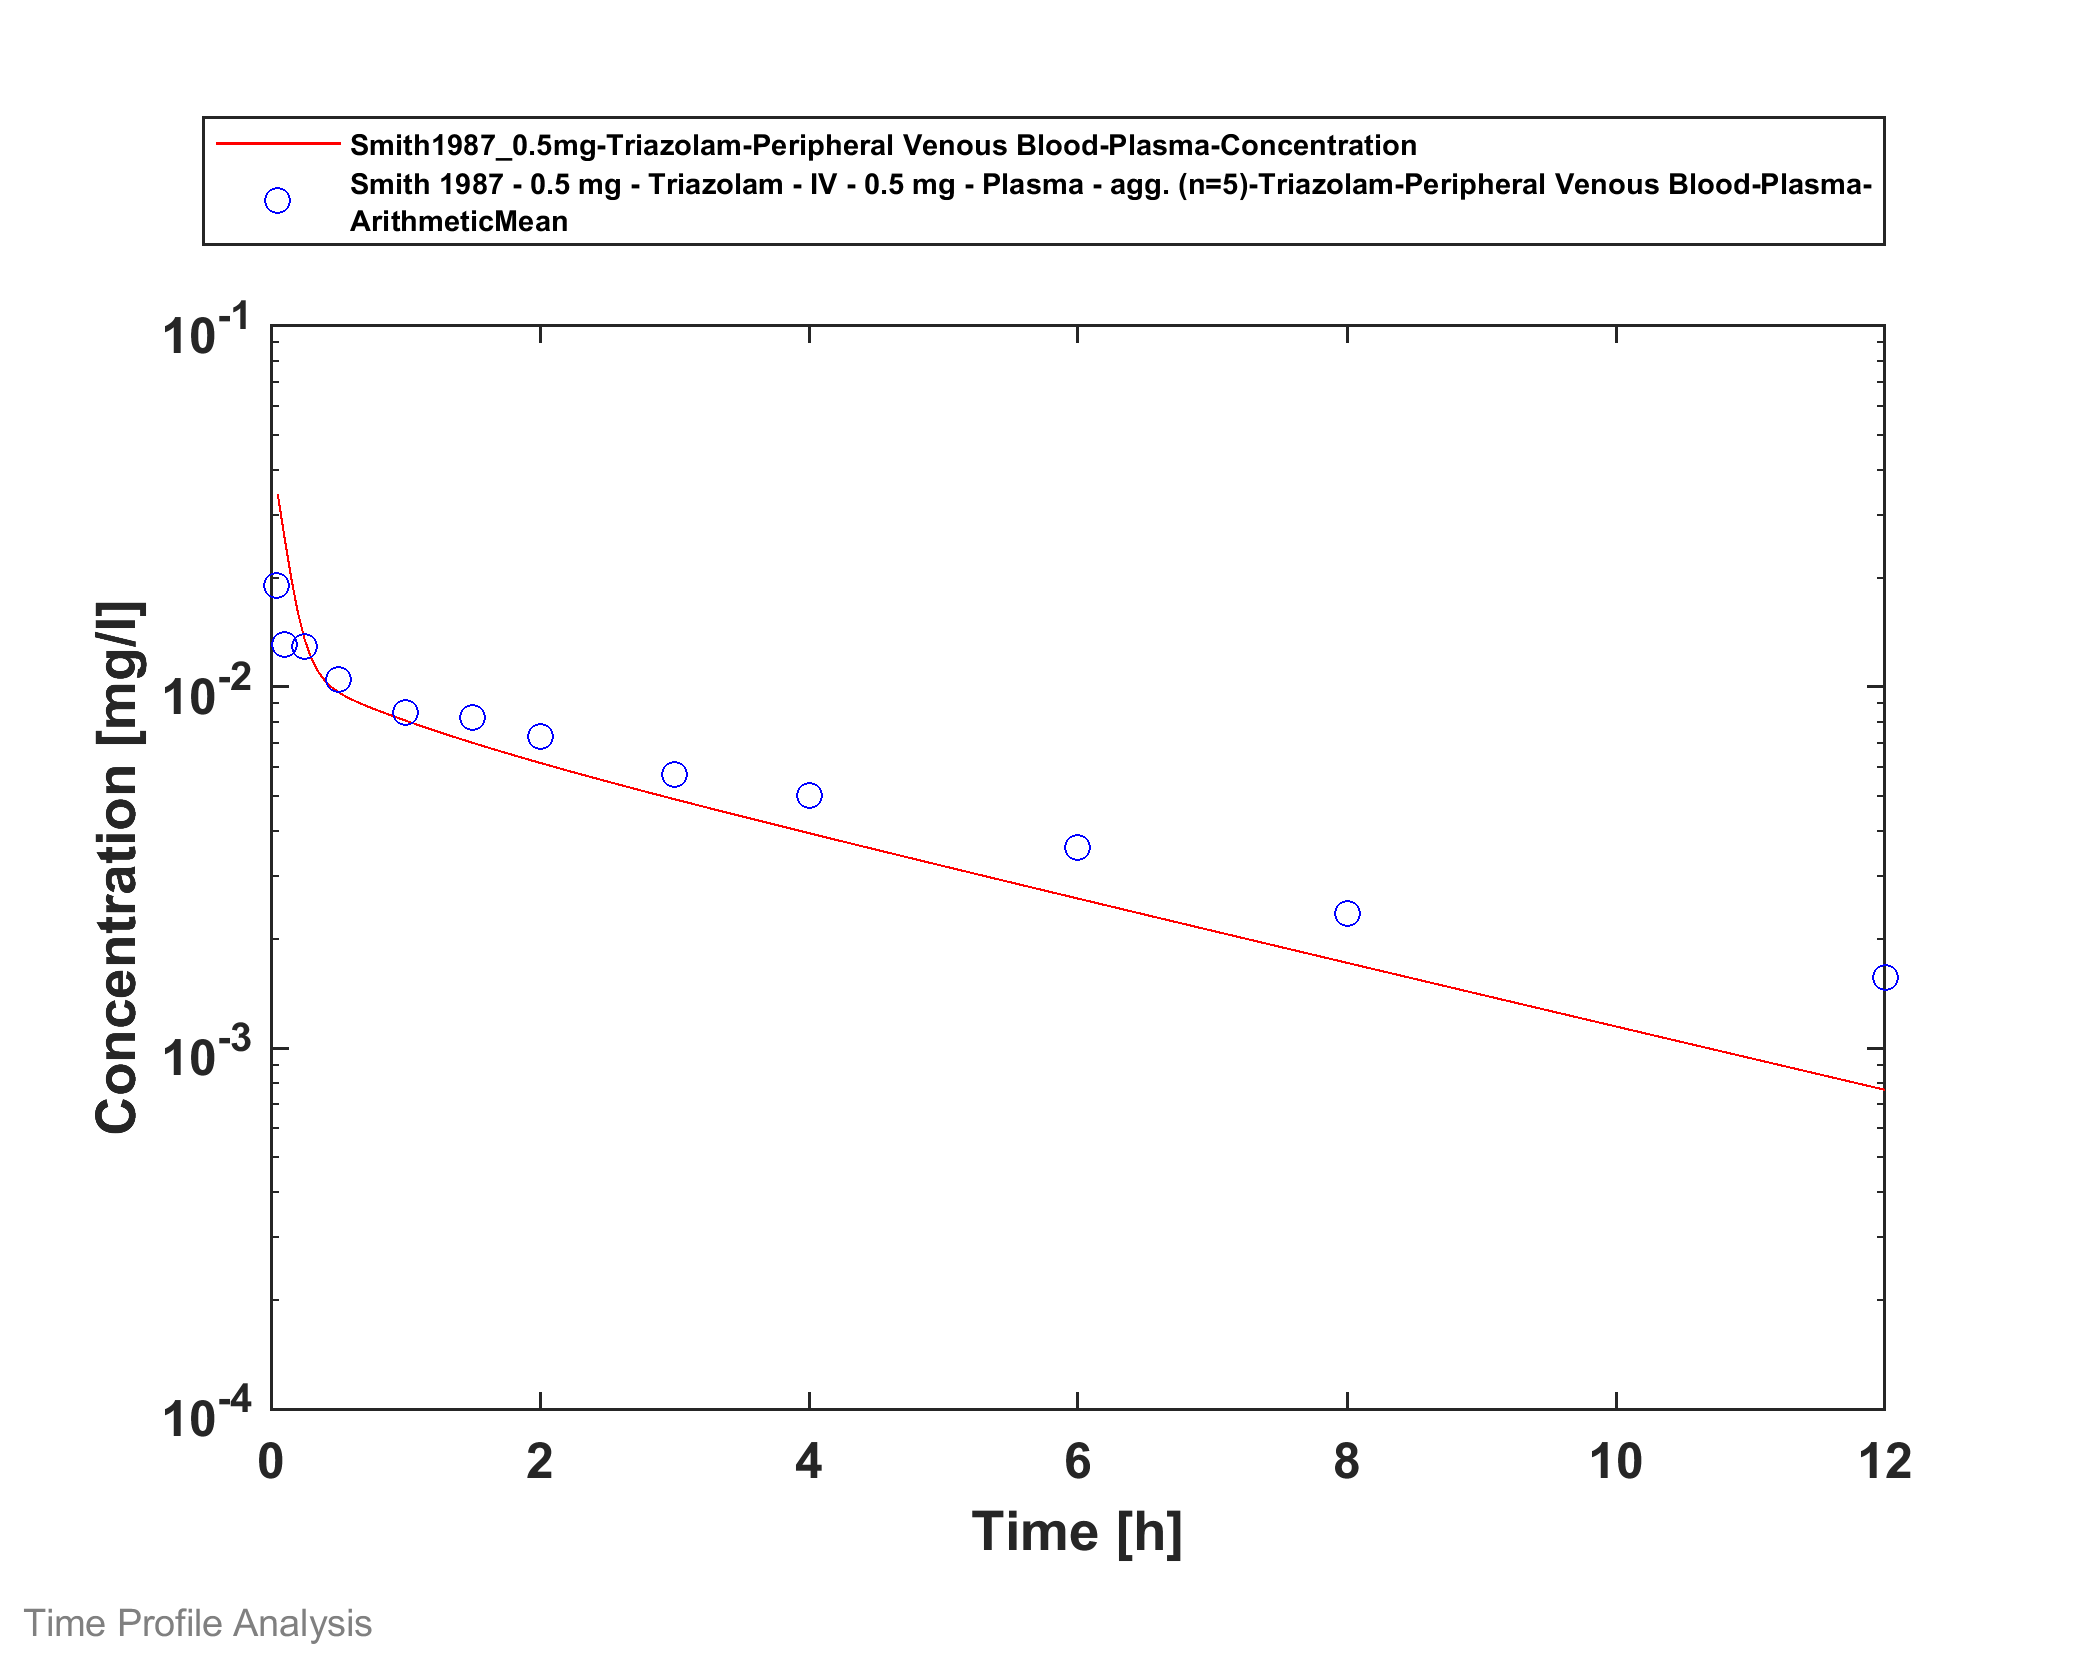 Smith1987_0.5mg-Triazolam-Peripheral Venous Blood-Plasma-Concentration
Smith 1987 - 0.5 mg - Triazolam - IV - 0.5 mg - Plasma - agg. (n=5)-Triazolam-Peripheral Venous Blood-Plasma-
ArithmeticMean
10^-1
10^-2
10^-3
10^-4
Concentration [mg/l]
0 2 4 6 8 10 12
Time [h]
Time Profile Analysis